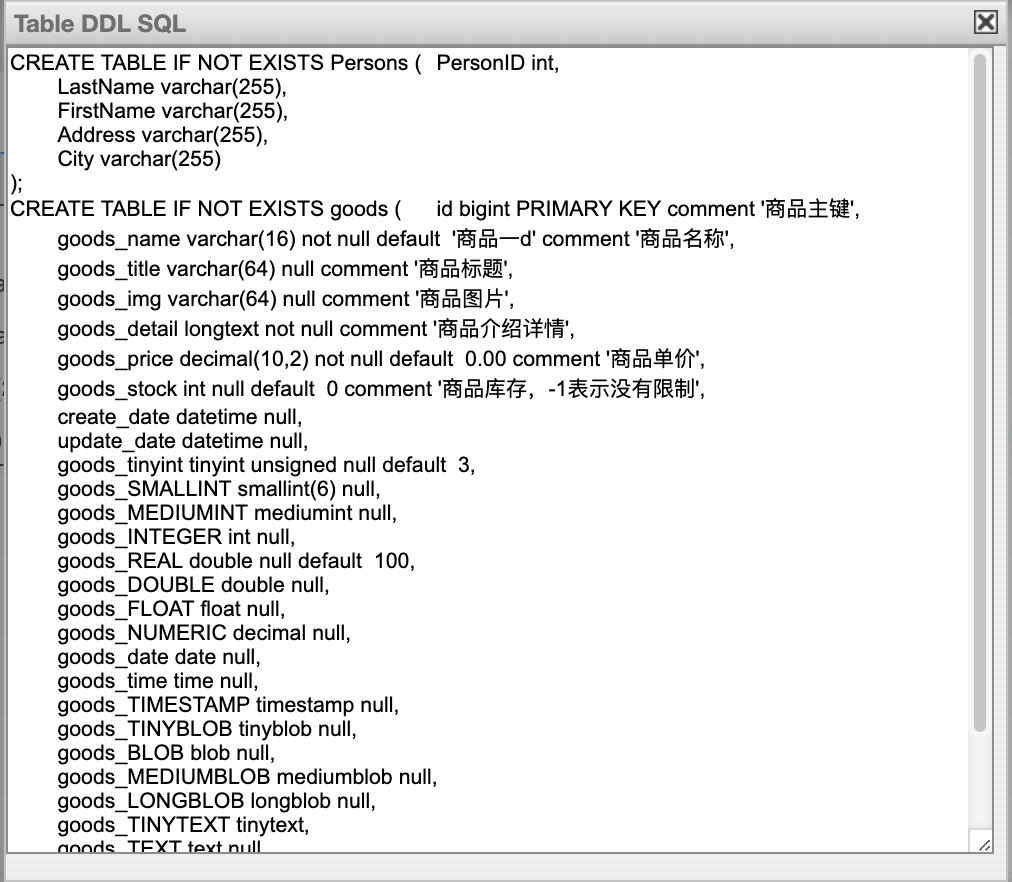 Table DDL SQL
CREATE TABLE IF NOT EXISTS Persons (   PersonID int,
LastName varchar(255),
FirstName varchar(255),
Address varchar(255),
City varchar(255)
);
CREATE TABLE IF NOT EXISTS goods (      id bigint PRIMARY KEY comment '商品主键',
goods_name varchar(16) not null default  '商品一d' comment '商品名称',
goods_title varchar(64) null comment '商品标题',
goods_img varchar(64) null comment '商品图片',
goods_detail longtext not null comment '商品介绍详情',
goods_price decimal(10,2) not null default  0.00 comment '商品单价',
goods_stock int null default  0 comment '商品库存，-1表示没有限制',
create_date datetime null,
update_date datetime null,
goods_tinyint tinyint unsigned null default  3,
goods_SMALLINT smallint(6) null,
goods_MEDIUMINT mediumint null,
goods_INTEGER int null,
goods_REAL double null default  100,
goods_DOUBLE double null,
goods_FLOAT float null,
goods_NUMERIC decimal null,
goods_date date null,
goods_time time null,
goods_TIMESTAMP timestamp null,
goods_TINYBLOB tinyblob null,
goods_BLOB blob null,
goods_MEDIUMBLOB mediumblob null,
goods_LONGBLOB longblob null,
goods_TINYTEXT tinytext,
goods_TEXT text null